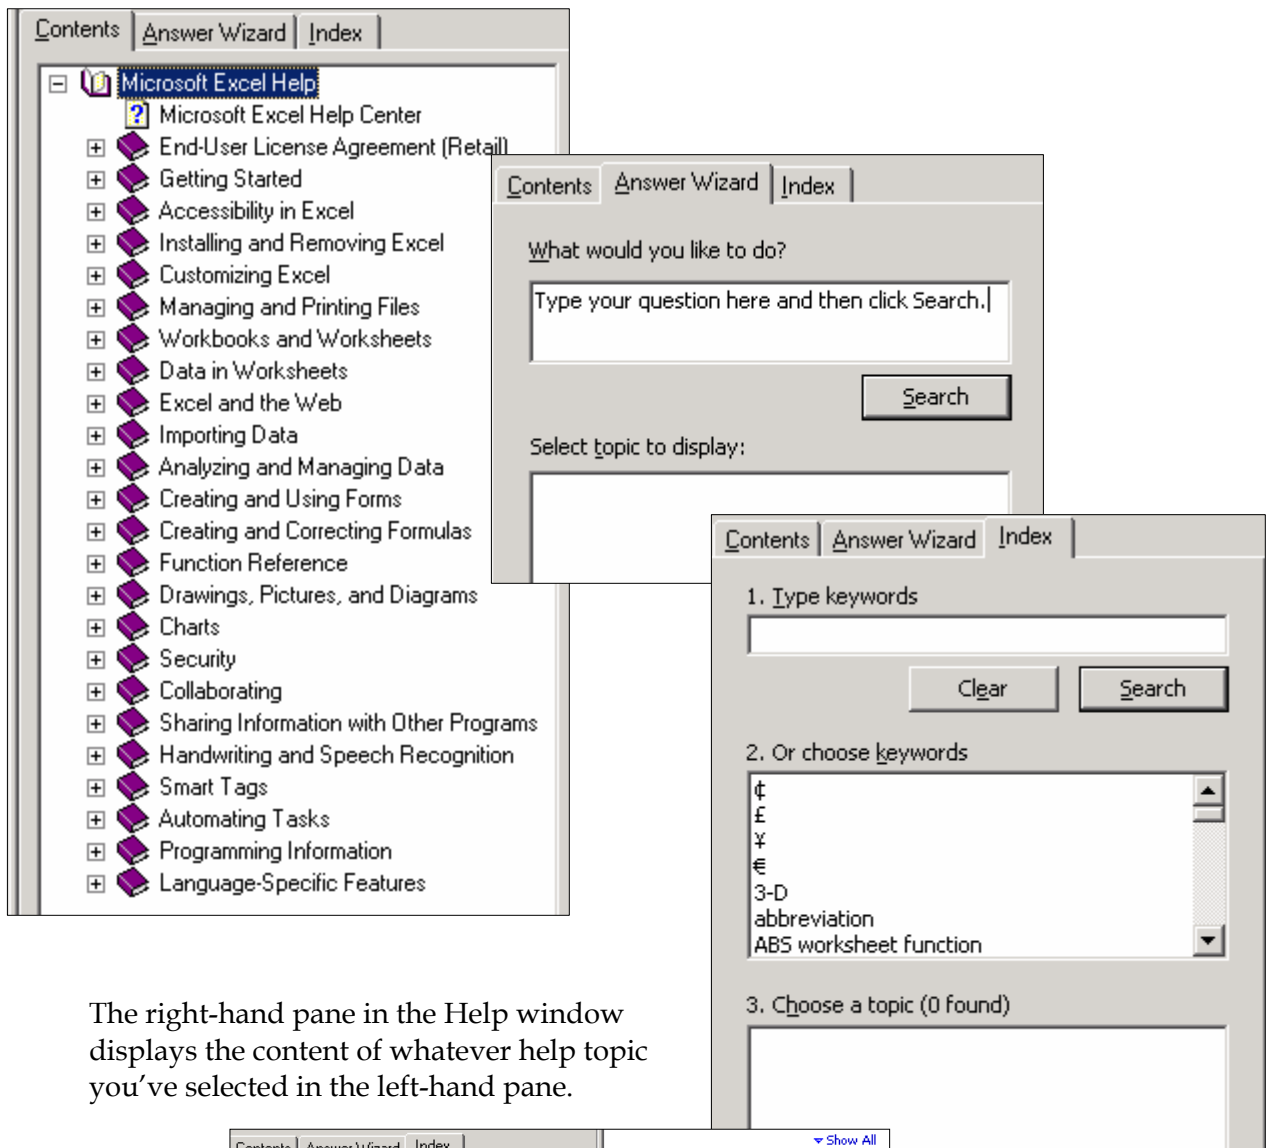 Contents Answer Wizard Index
Microsoft Excel Help
Microsoft Excel Help Center
End-User License Agreement (Retail)
Getting Started
Accessibility in Excel
Installing and Removing Excel
Customizing Excel
Managing and Printing Files
Workbooks and Worksheets
Data in Worksheets
Excel and the Web
Importing Data
Analyzing and Managing Data
Creating and Using Forms
Creating and Correcting Formulas
Function Reference
Drawings, Pictures, and Diagrams
Charts
Security
Collaborating
Sharing Information with Other Programs
Handwriting and Speech Recognition
Smart Tags
Automating Tasks
Programming Information
Language-Specific Features
Contents Answer Wizard Index
What would you like to do?
Type your question here and then click Search.
Search
Select topic to display:
Contents Answer Wizard Index
1. Type keywords
Clear Search
2. Or choose keywords
¢
£
¥
€
3-D
abbreviation
ABS worksheet function
3. Choose a topic (0 found)
The right-hand pane in the Help window
displays the content of whatever help topic
you’ve selected in the left-hand pane.
Contents Answer Wizard Index
Show All